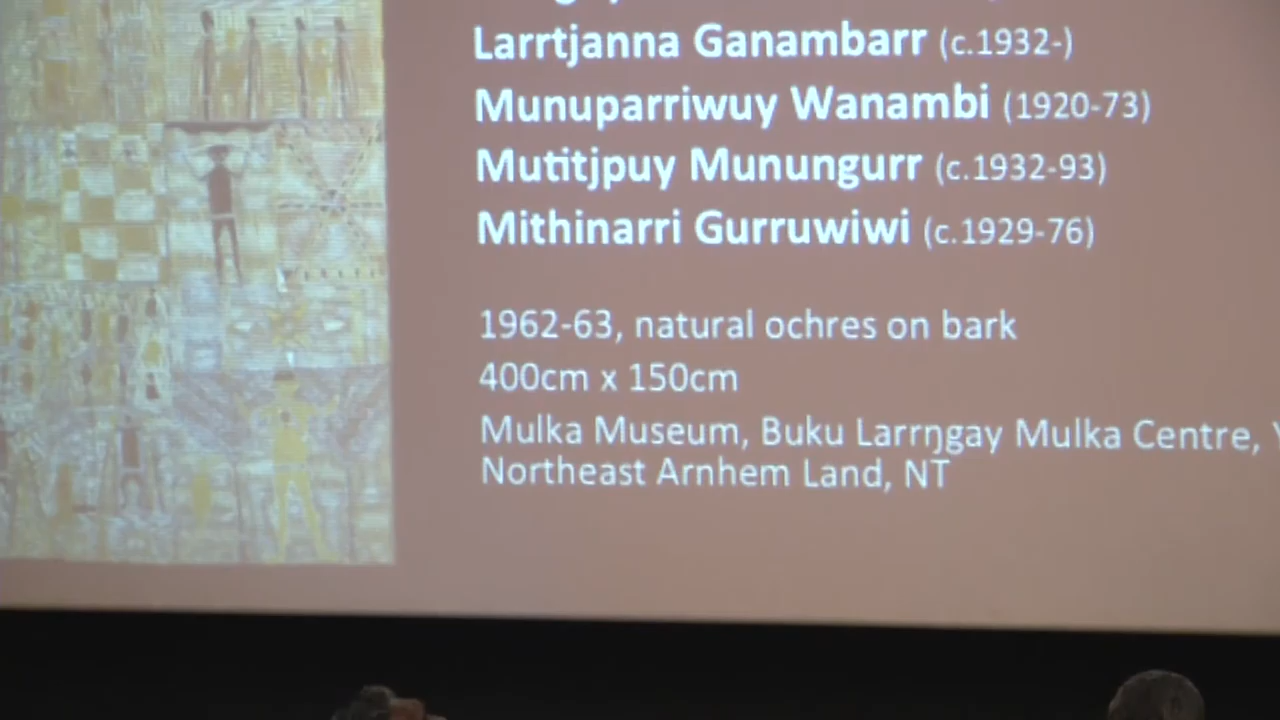 Larrtjanna Ganambarr (c.1932-)
Munuparriwuy Wanambi (1920-73)
Mutitjpuy Munungurr (c.1932-93)
Mithinarri Gurruwiwi (c.1929-76)
1962-63, natural ochres on bark
400cm x 150cm
Mulka Museum, Buku Larrŋgay Mulka Centre,
Northeast Arnhem Land, NT